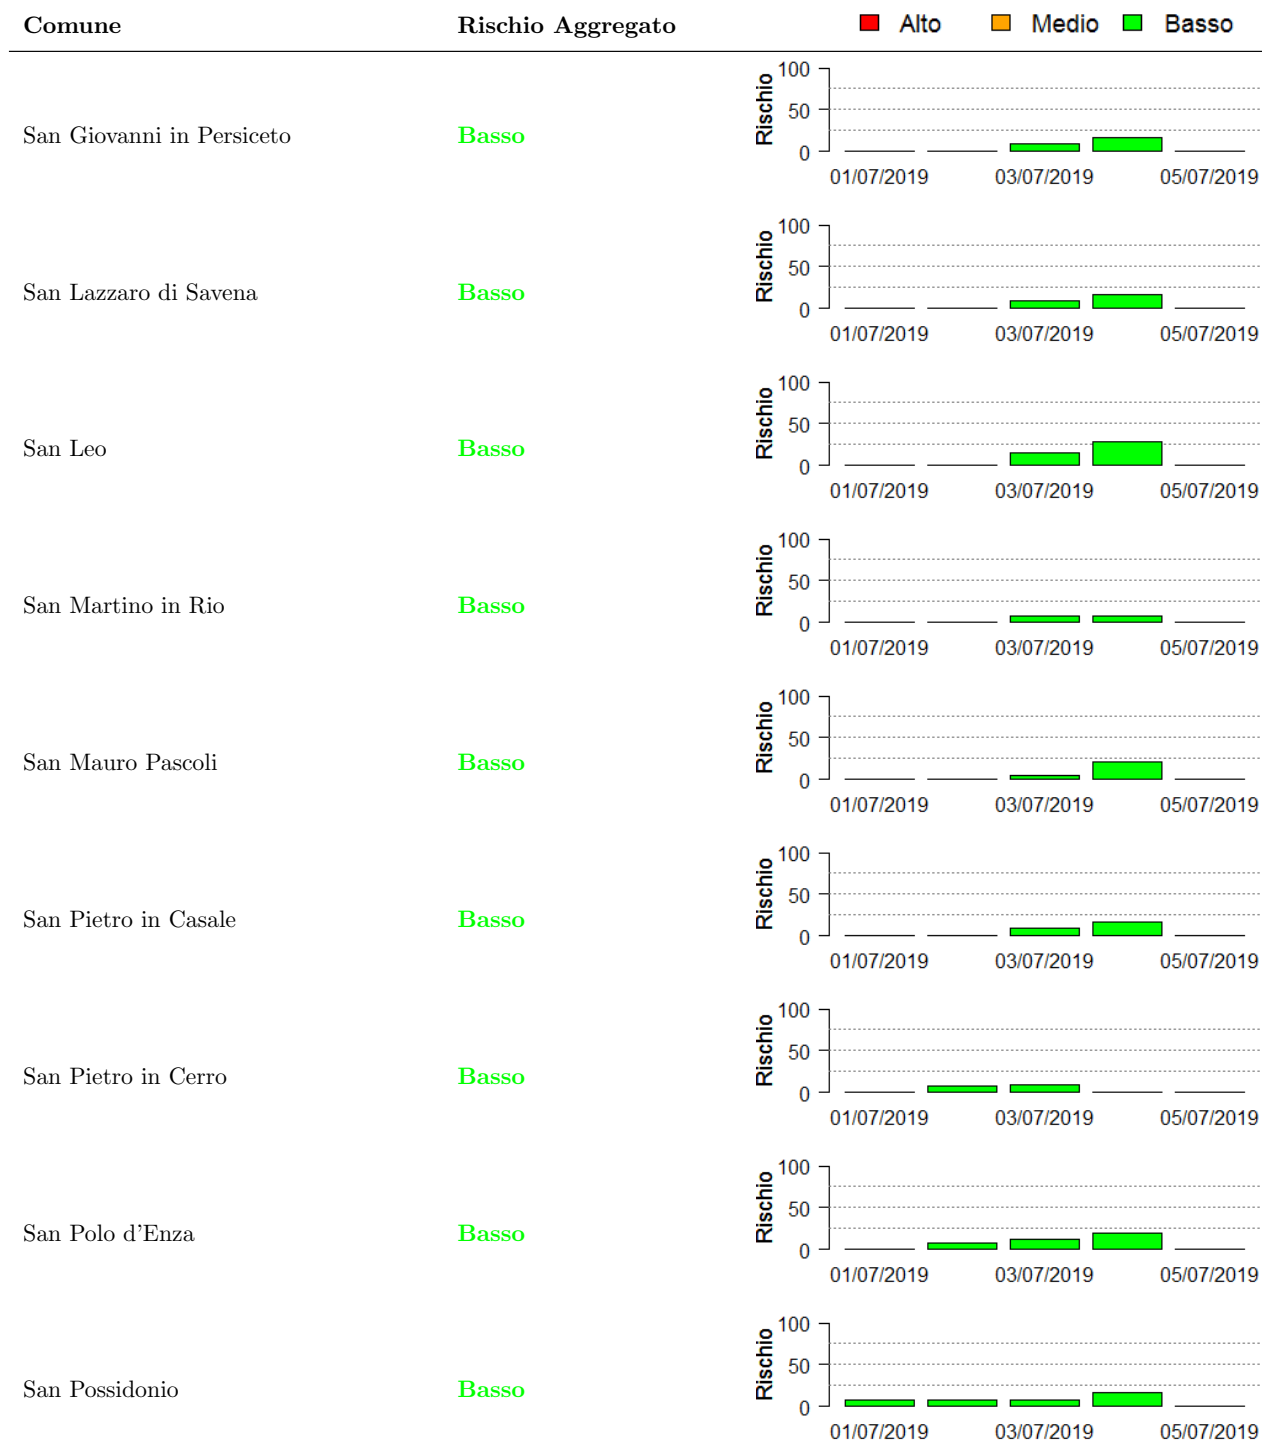 Comune Rischio Aggregato Alto Medio Basso
San Giovanni in Persiceto Basso Rischio 100 50 0
01/07/2019 03/07/2019 05/07/2019
San Lazzaro di Savena Basso Rischio 100 50 0
01/07/2019 03/07/2019 05/07/2019
San Leo Basso Rischio 100 50 0
01/07/2019 03/07/2019 05/07/2019
San Martino in Rio Basso Rischio 100 50 0
01/07/2019 03/07/2019 05/07/2019
San Mauro Pascoli Basso Rischio 100 50 0
01/07/2019 03/07/2019 05/07/2019
San Pietro in Casale Basso Rischio 100 50 0
01/07/2019 03/07/2019 05/07/2019
San Pietro in Cerro Basso Rischio 100 50 0
01/07/2019 03/07/2019 05/07/2019
San Polo d'Enza Basso Rischio 100 50 0
01/07/2019 03/07/2019 05/07/2019
San Possidonio Basso Rischio 100 50 0
01/07/2019 03/07/2019 05/07/2019